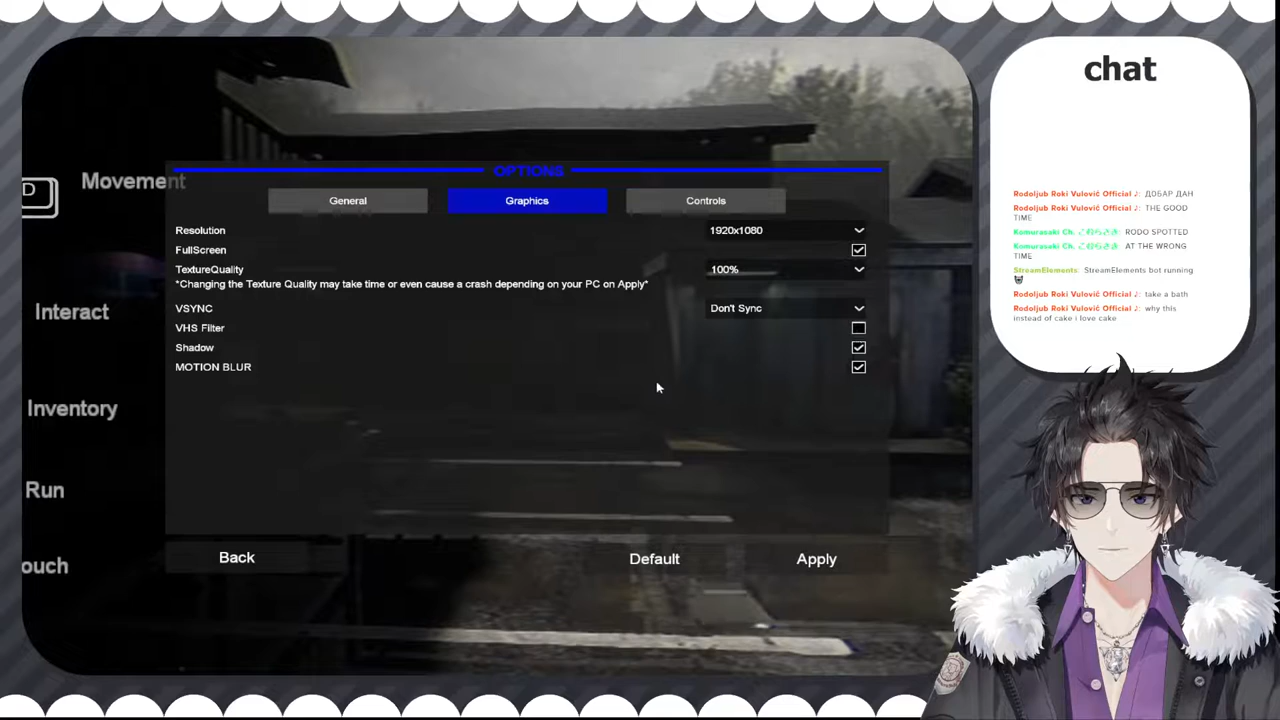 chat
Rodoljub Roki Vulović Official ♪: ДОБАР ДАН
Rodoljub Roki Vulović Official ♪: THE GOOD
TIME
Komurasaki Ch. : RODO SPOTTED
Komurasaki Ch. : AT THE WRONG
TIME
StreamElements: StreamElements bot running
Rodoljub Roki Vulović Official ♪: take a bath
Rodoljub Roki Vulović Official ♪: why this
instead of cake i love cake
D
Movement
Interact
Inventory
Run
ouch
OPTIONS
General
Graphics
Controls
Resolution
1920x1080
FullScreen
TextureQuality
100%
*Changing the Texture Quality may take time or even cause a crash depending on your PC on Apply*
VSYNC
Don't Sync
VHS Filter
Shadow
MOTION BLUR
Back
Default
Apply